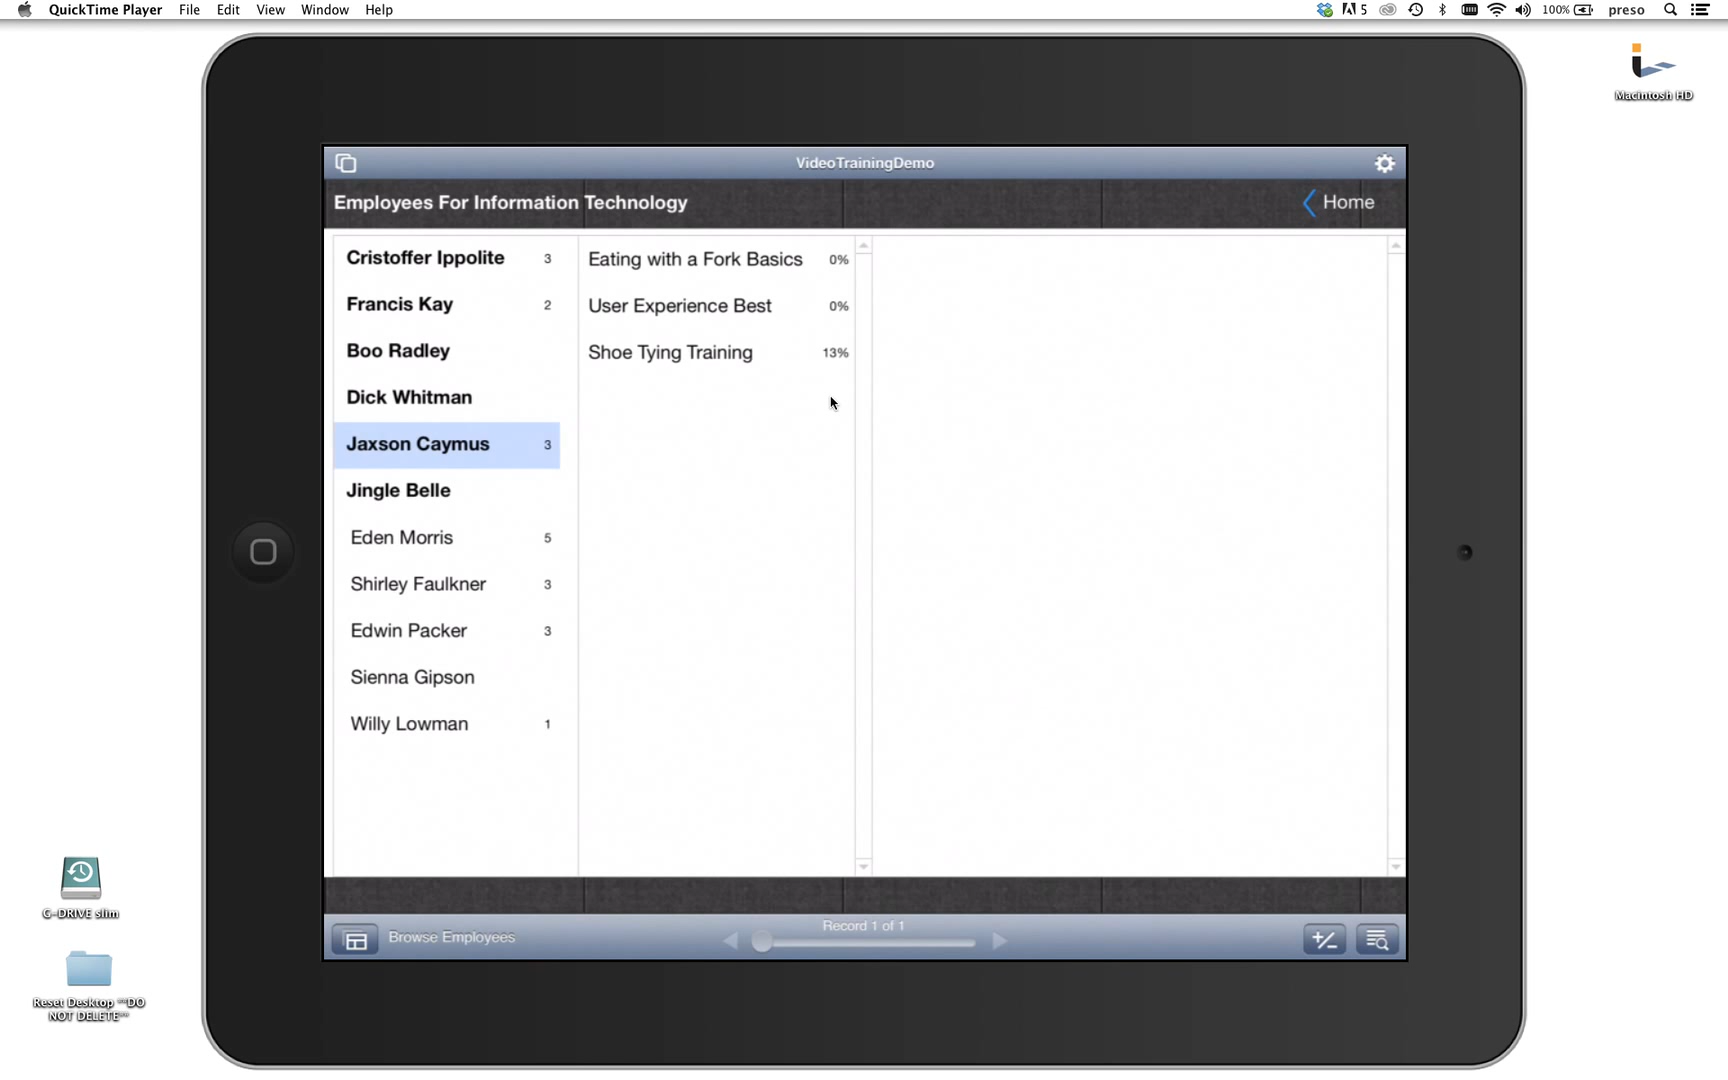 QuickTime Player File Edit View Window Help 5 100% preso
Macintosh HD
VideoTrainingDemo
Employees For Information Technology
Home
Cristoffer Ippolite 3
Eating with a Fork Basics 0%
Francis Kay 2
User Experience Best 0%
Boo Radley
Shoe Tying Training 13%
Dick Whitman
Jaxson Caymus 3
Jingle Belle
Eden Morris 5
Shirley Faulkner 3
Edwin Packer 3
Sienna Gipson
Willy Lowman 1
Browse Employees
Record 1 of 1
G-DRIVE slim
Reset Desktop **DO
NOT DELETE**